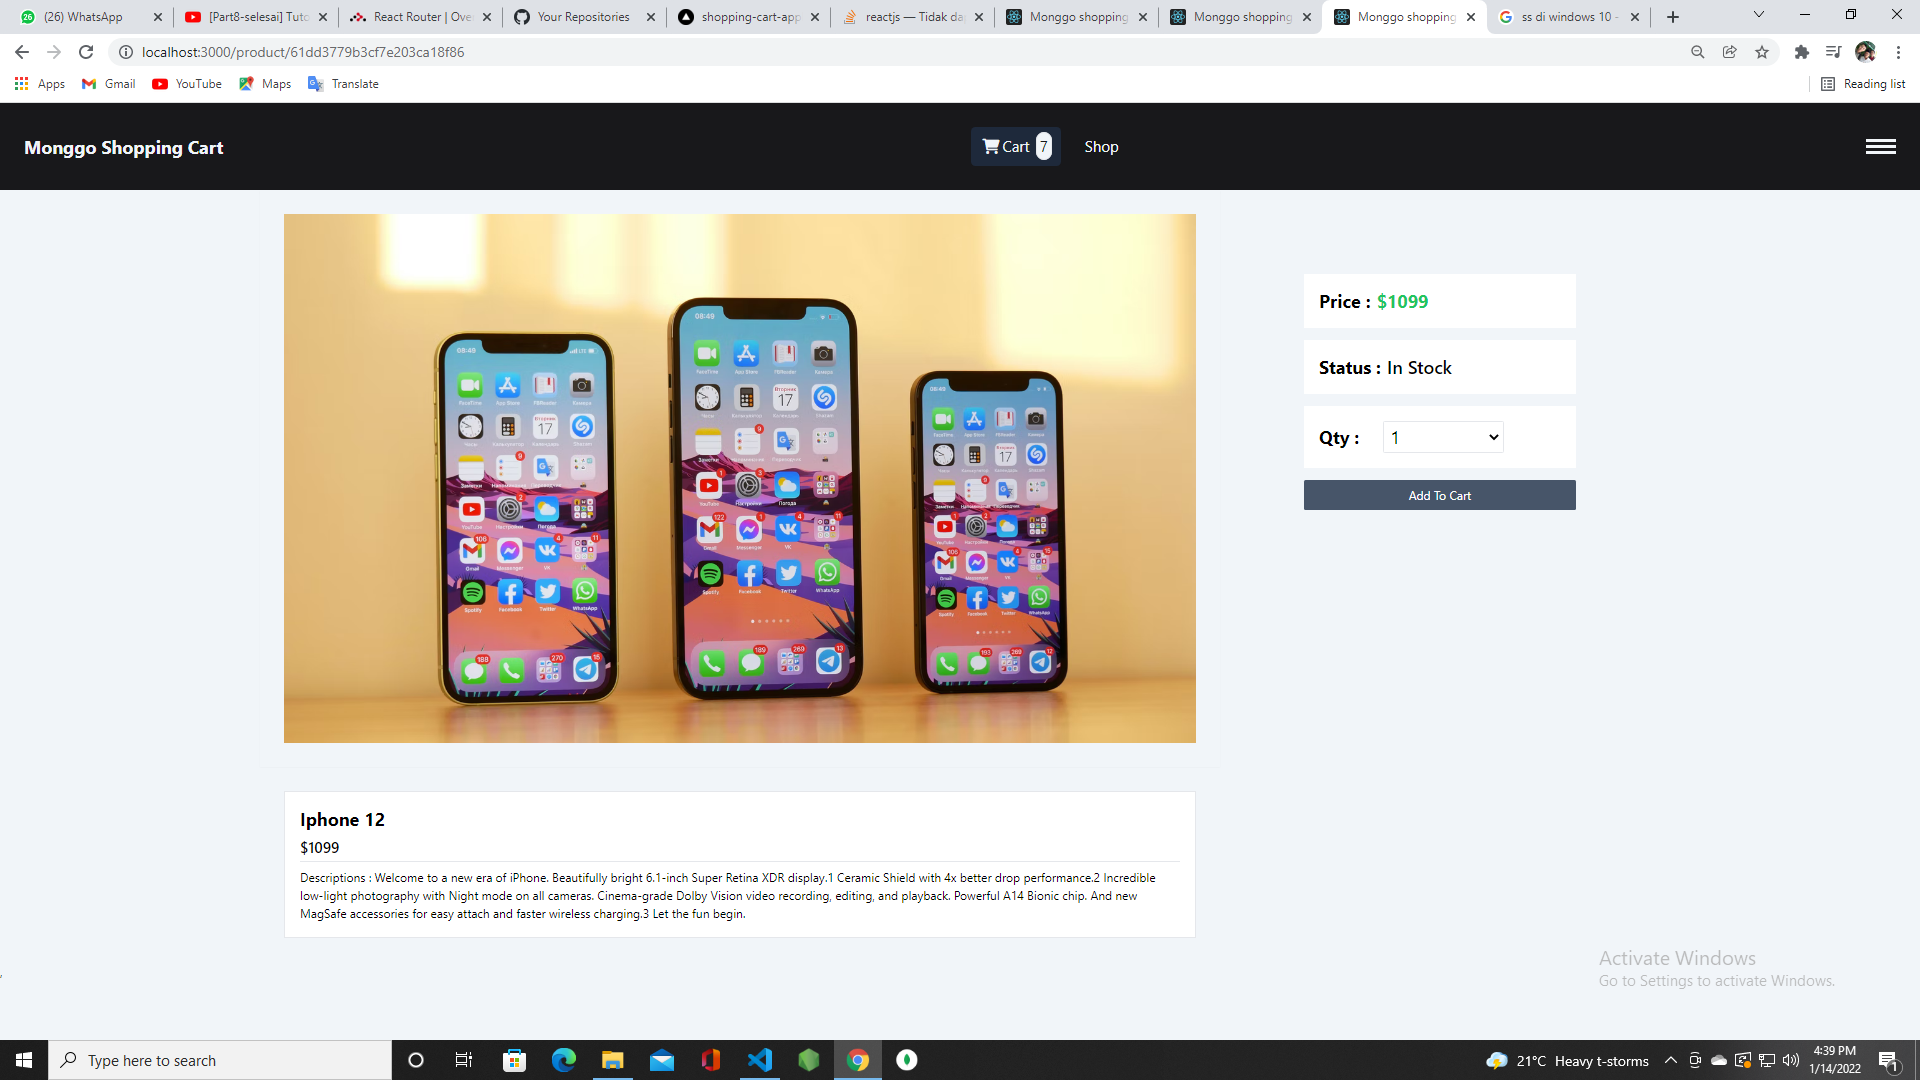 (26) WhatsApp
[Part8-selesai] Tuto
React Router | Ove
Your Repositories
shopping-cart-app
reactjs — Tidak da
Monggo shopping
Monggo shopping
Monggo shopping
ss di windows 10 -
localhost:3000/product/61dd3779b3cf7e203ca18f86
Apps
Gmail
YouTube
Maps
Translate
Reading list
Monggo Shopping Cart
Cart 7
Shop
Price : $1099
Status : In Stock
Qty : 1
Add To Cart
Iphone 12
$1099
Descriptions : Welcome to a new era of iPhone. Beautifully bright 6.1-inch Super Retina XDR display.1 Ceramic Shield with 4x better drop performance.2 Incredible
low-light photography with Night mode on all cameras. Cinema-grade Dolby Vision video recording, editing, and playback. Powerful A14 Bionic chip. And new
MagSafe accessories for easy attach and faster wireless charging.3 Let the fun begin.
Activate Windows
Go to Settings to activate Windows.
Type here to search
21°C Heavy t-storms
4:39 PM
1/14/2022
1